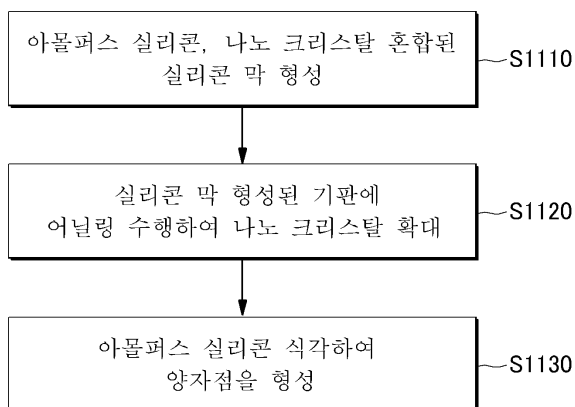 아몰퍼스 실리콘, 나노 크리스탈 혼합된
실리콘 막 형성
S1110
실리콘 막 형성된 기판에
어닐링 수행하여 나노 크리스탈 확대
S1120
아몰퍼스 실리콘 식각하여
양자점을 형성
S1130